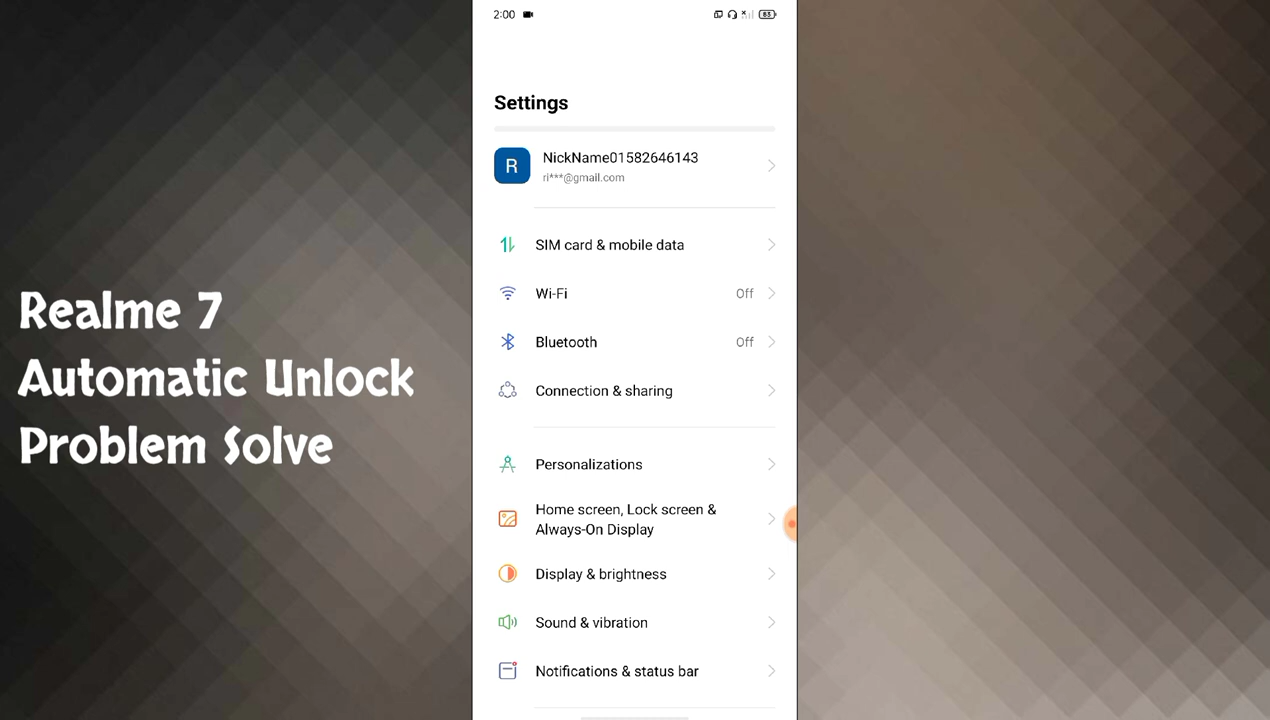 2:00
83
Settings
R
NickName01582646143
ri***@gmail.com
SIM card & mobile data
Wi-Fi
Off
Bluetooth
Off
Connection & sharing
Personalizations
Home screen, Lock screen &
Always-On Display
Display & brightness
Sound & vibration
Notifications & status bar
Realme 7
Automatic Unlock
Problem Solve